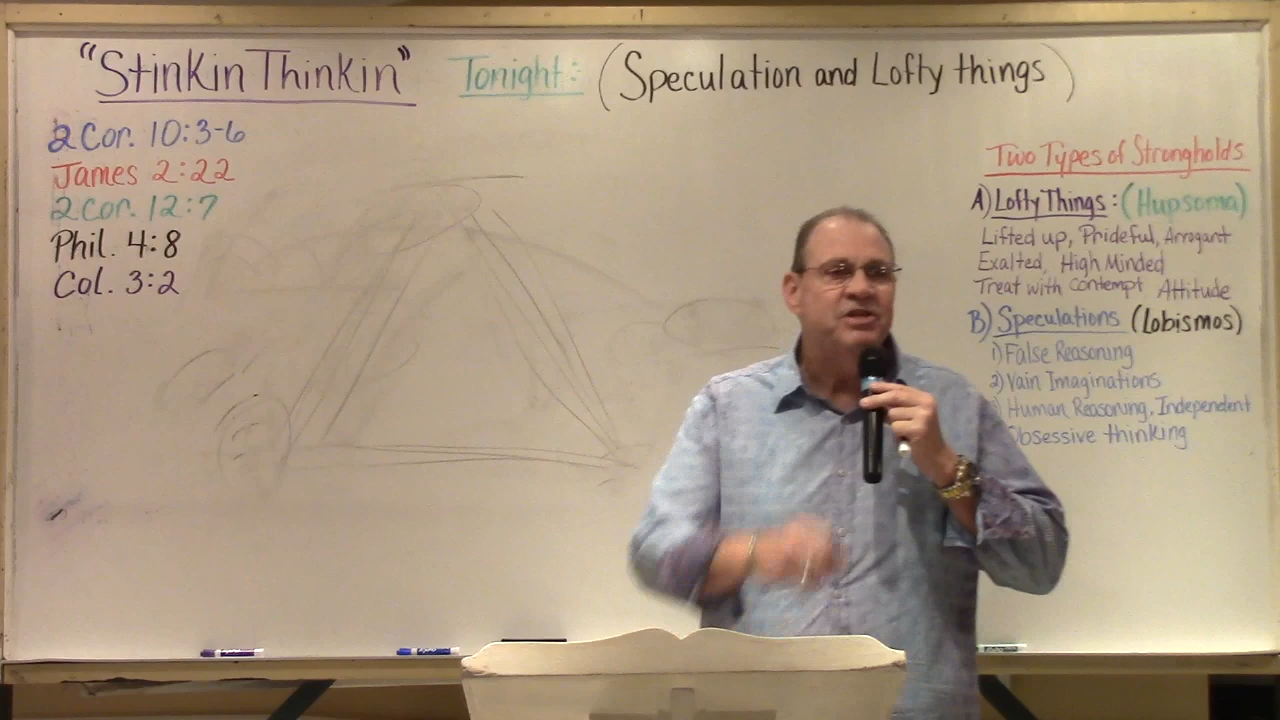 "Stinkin Thinkin" Tonight: (Speculation and Lofty things)
2 Cor. 10:3-6
James 2:22
2 Cor. 12:7
Phil. 4:8
Col. 3:2
Two Types of Strongholds
A) Lofty Things: (Hupsoma)
Lifted up, Prideful, Arrogant
Exalted, High Minded
Treat with contempt Attitude
B) Speculations (Lobismos)
1) False Reasoning
2) Vain Imaginations
) Human Reasoning, Independent
Obsessive thinking